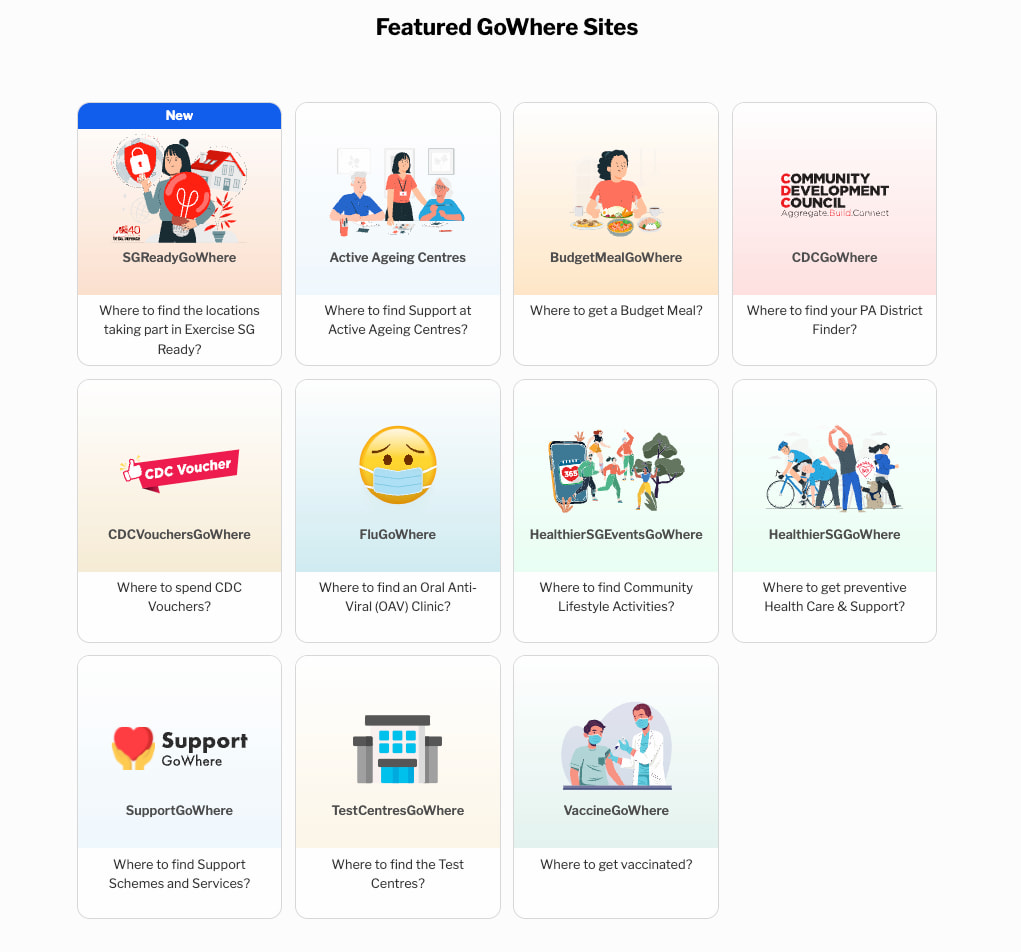 Featured GoWhere Sites
New
SGReadyGoWhere
Where to find the locations
taking part in Exercise SG
Ready?
Active Ageing Centres
Where to find Support at
Active Ageing Centres?
BudgetMealGoWhere
Where to get a Budget Meal?
COMMUNITY
DEVELOPMENT
COUNCIL
Aggregate.Build.Connect
CDCGoWhere
Where to find your PA District
Finder?
CDC Voucher
CDCVouchersGoWhere
Where to spend CDC
Vouchers?
FluGoWhere
Where to find an Oral Anti-
Viral (OAV) Clinic?
365
HealthierSGEventsGoWhere
Where to find Community
Lifestyle Activities?
HealthierSGGoWhere
Where to get preventive
Health Care & Support?
Support
GoWhere
SupportGoWhere
Where to find Support
Schemes and Services?
TestCentresGoWhere
Where to find the Test
Centres?
VaccineGoWhere
Where to get vaccinated?